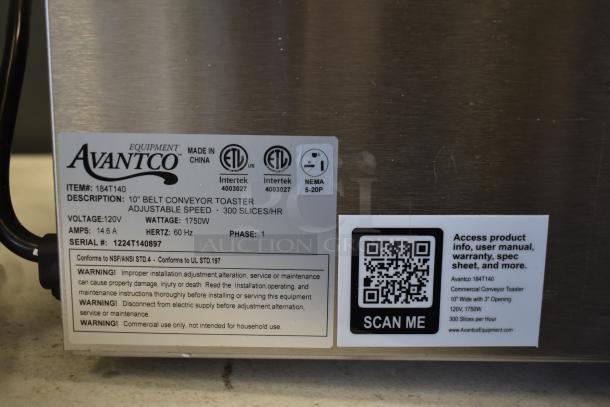 EQUIPMENT
AVANTCO
MADE IN
CHINA
ETL
US
Intertek
4003027
ETL
Intertek
4003027
NEMA
5-20P
ITEM#: 184T140
DESCRIPTION: 10" BELT CONVEYOR TOASTER
ADJUSTABLE SPEED - 300 SLICES/HR
VOLTAGE:120V WATTAGE: 1750W
AMPS: 14.6 A HERTZ: 60 Hz PHASE: 1
SERIAL #: 1224T140897
Conforms to NSF/ANSI STD.4 - Conforms to UL STD.197
WARNING! Improper installation,adjustment,alteration, service or maintenance
can cause property damage, injury or death. Read the Installation,operating, and
maintenance instructions thoroughly before installing or serving this equipment.
WARNING! Disconnect from electric supply before adjustment,alternation,
service or maintenance.
WARNING! Commercial use only, not intended for household use.
SCAN ME
Access product
info, user manual,
warranty, spec
sheet, and more.
Avantco 184T140
Commercial Conveyor Toaster
10" Wide with 3" Opening
120V, 1750W
300 Slices per Hour
www.AvantcoEquipment.com
AUCTION GROUP